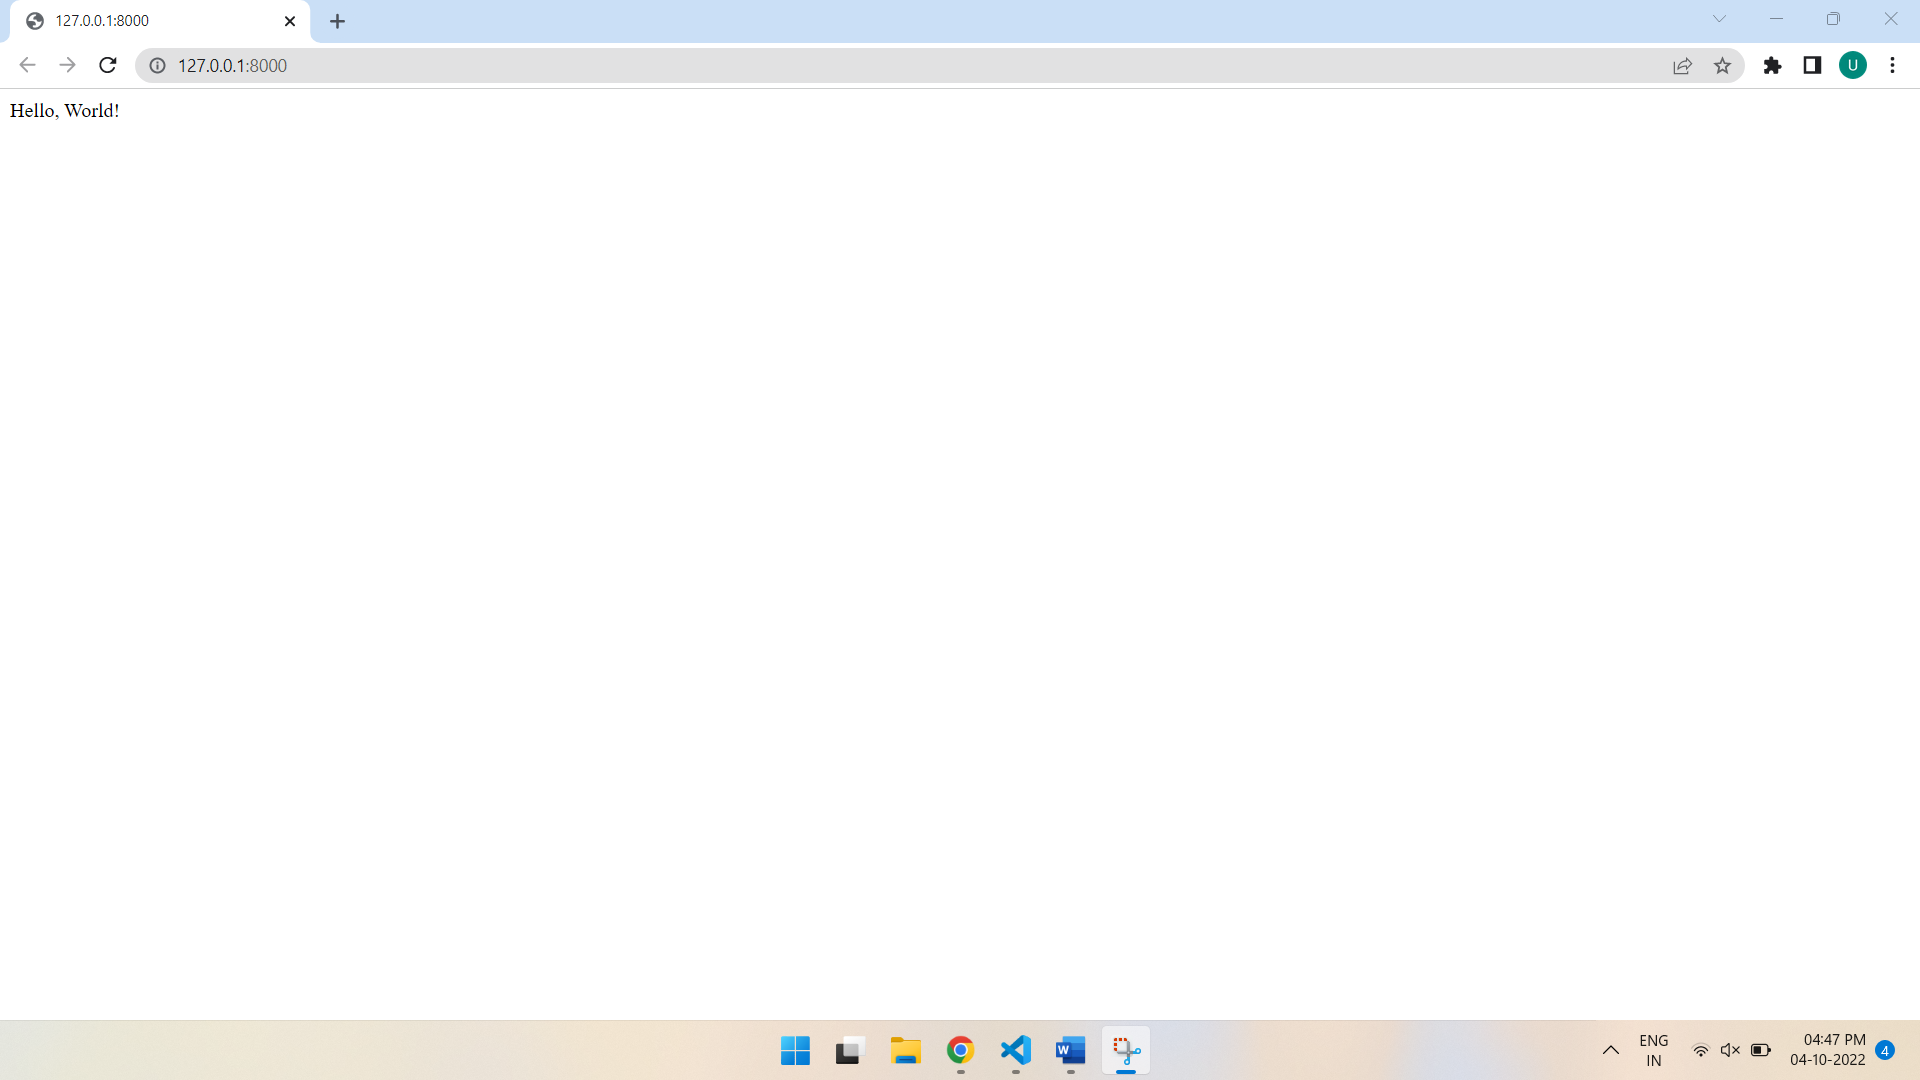 127.0.0.1:8000
127.0.0.1:8000
U
Hello, World!
W
ENG
IN
04:47 PM
04-10-2022
4